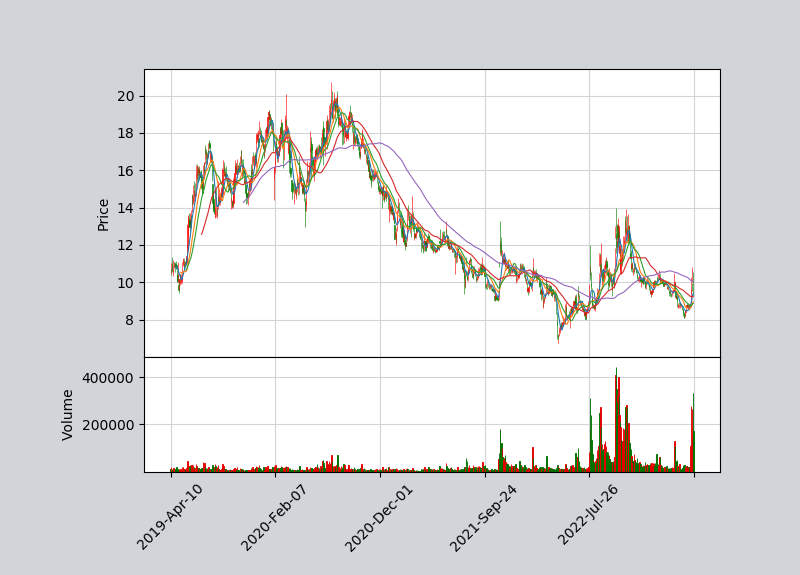 20
18
16
14
12
10
8
Price
400000
200000
Volume
2019-Apr-10
2020-Feb-07
2020-Dec-01
2021-Sep-24
2022-Jul-26